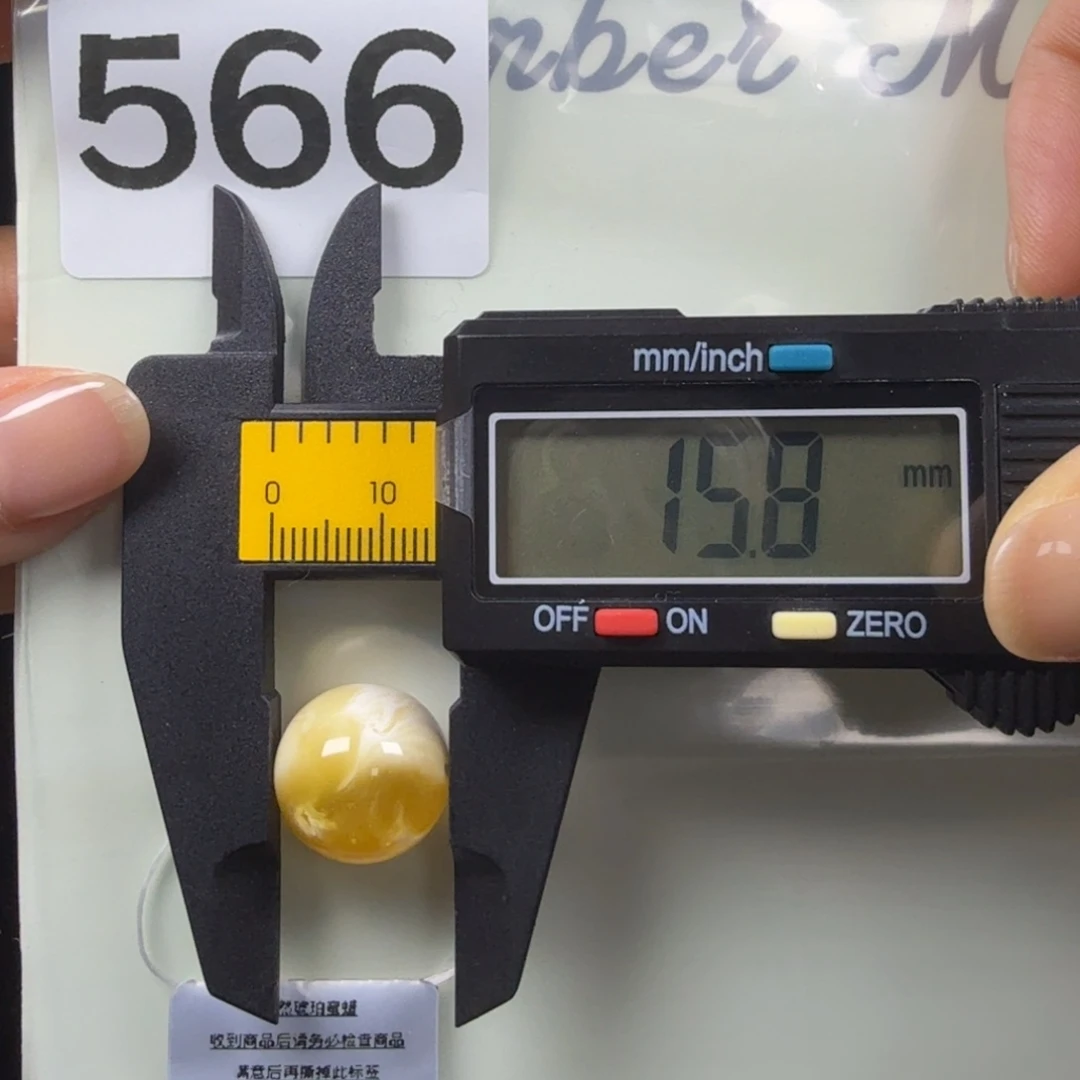 566
mm/inch
0 10
15.8 mm
OFF ON ZERO
然琥珀蜜蜡
收到商品后请务必检查商品
满意后再撕掉此标签